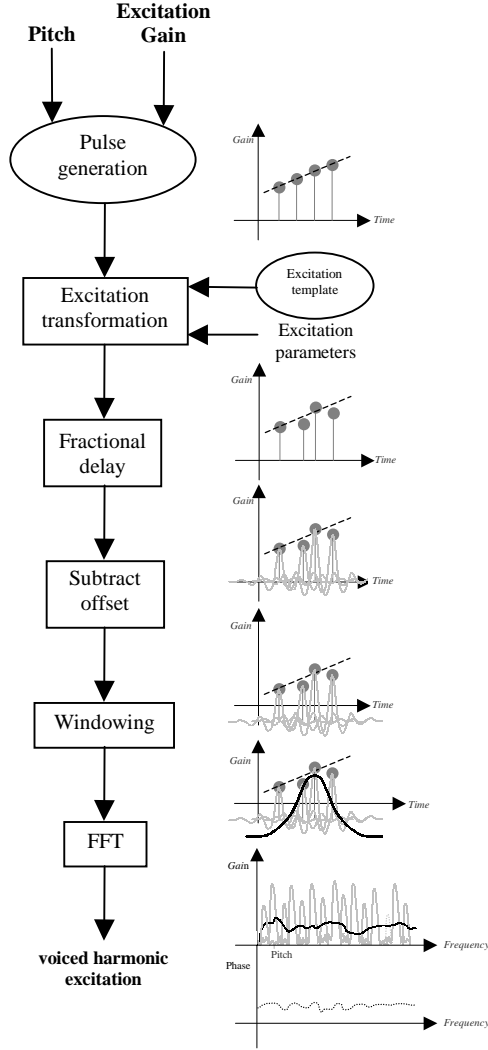 Pitch
Excitation
Gain
Pulse
generation
Gain
Time
Excitation
transformation
Excitation
template
Excitation
parameters
Gain
Time
Fractional
delay
Gain
Time
Subtract
offset
Gain
Time
Windowing
Gain
Time
FFT
Gain
Pitch
Frequency
voiced harmonic
excitation
Phase
Frequency